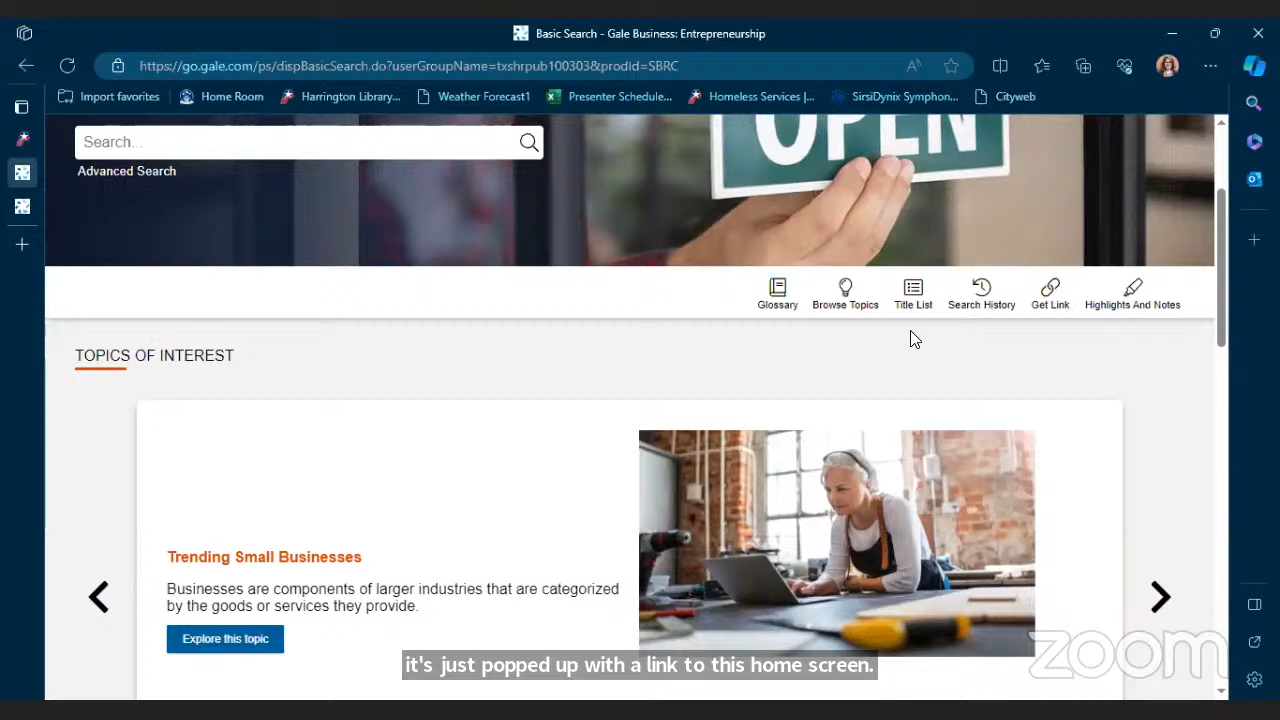 Basic Search - Gale Business: Entrepreneurship
https://go.gale.com/ps/dispBasicSearch.do?userGroupName=txshrpub100303&prodid=SBRC
Import favorites Home Room Harrington Library... Weather Forecast1 Presenter Schedule... Homeless Services |... SirsiDynix Symphon... Cityweb
OPEN
Search...
Advanced Search
Glossary Browse Topics Title List Search History Get Link Highlights And Notes
TOPICS OF INTEREST
Trending Small Businesses
Businesses are components of larger industries that are categorized
by the goods or services they provide.
Explore this topic
it's just popped up with a link to this home screen.
zoom